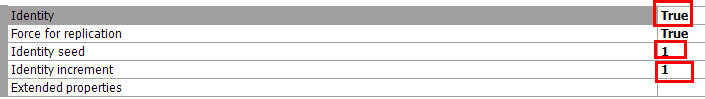 Identity True
Force for replication True
Identity seed 1
Identity increment 1
Extended properties